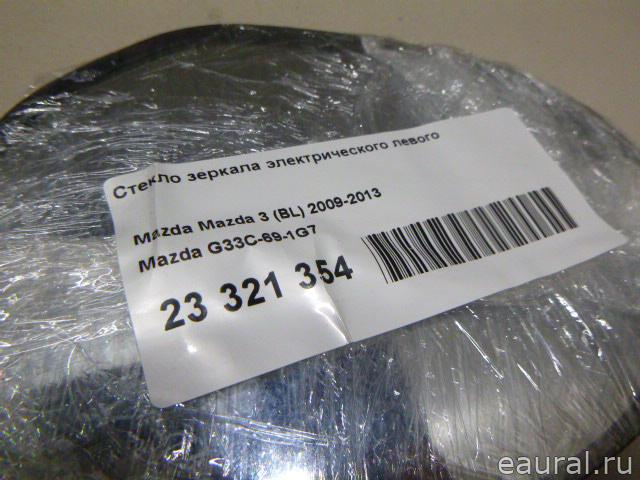 Стекло зеркала электрического левого
Mazda Mazda 3 (BL) 2009-2013
Mazda G33C-69-1G7
23 321 354
eaural.ru